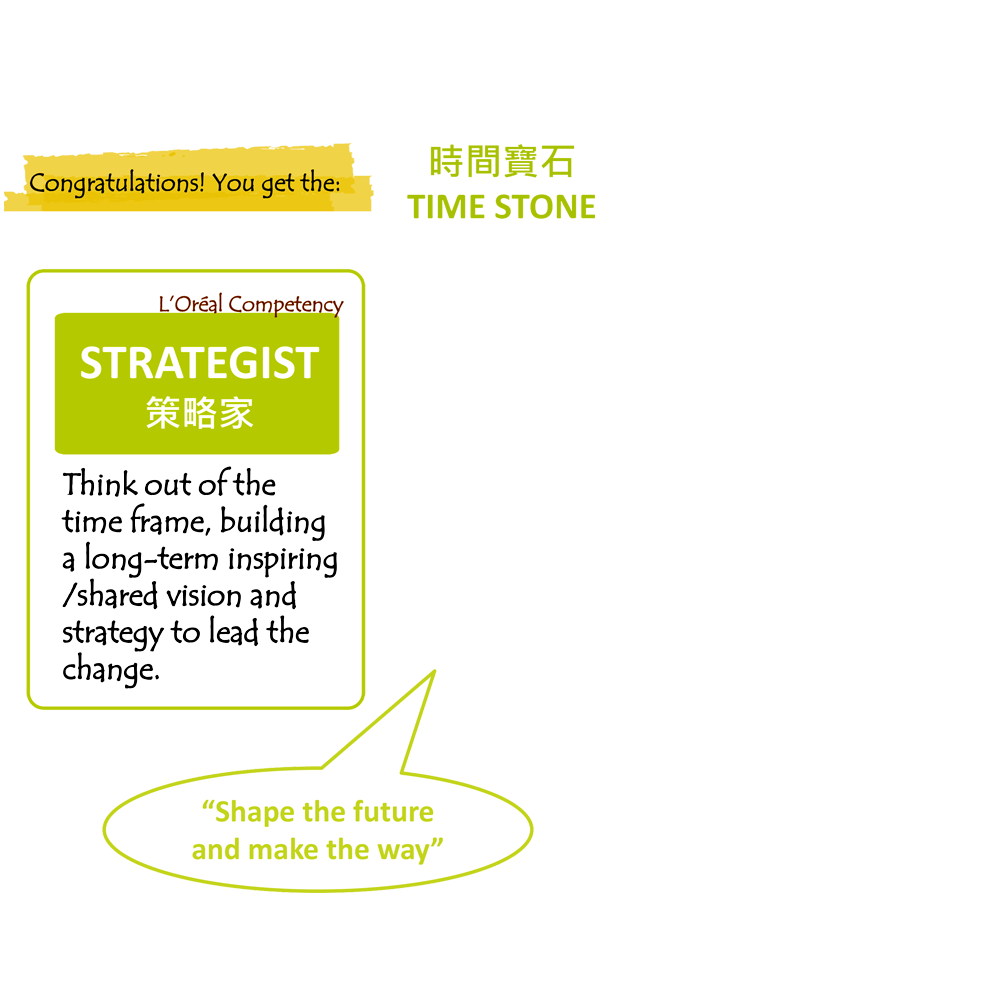 Congratulations! You get the:
時間寶石
TIME STONE
L’Oréal Competency
STRATEGIST
策略家
Think out of the
time frame, building
a long-term inspiring
/shared vision and
strategy to lead the
change.
“Shape the future
and make the way”